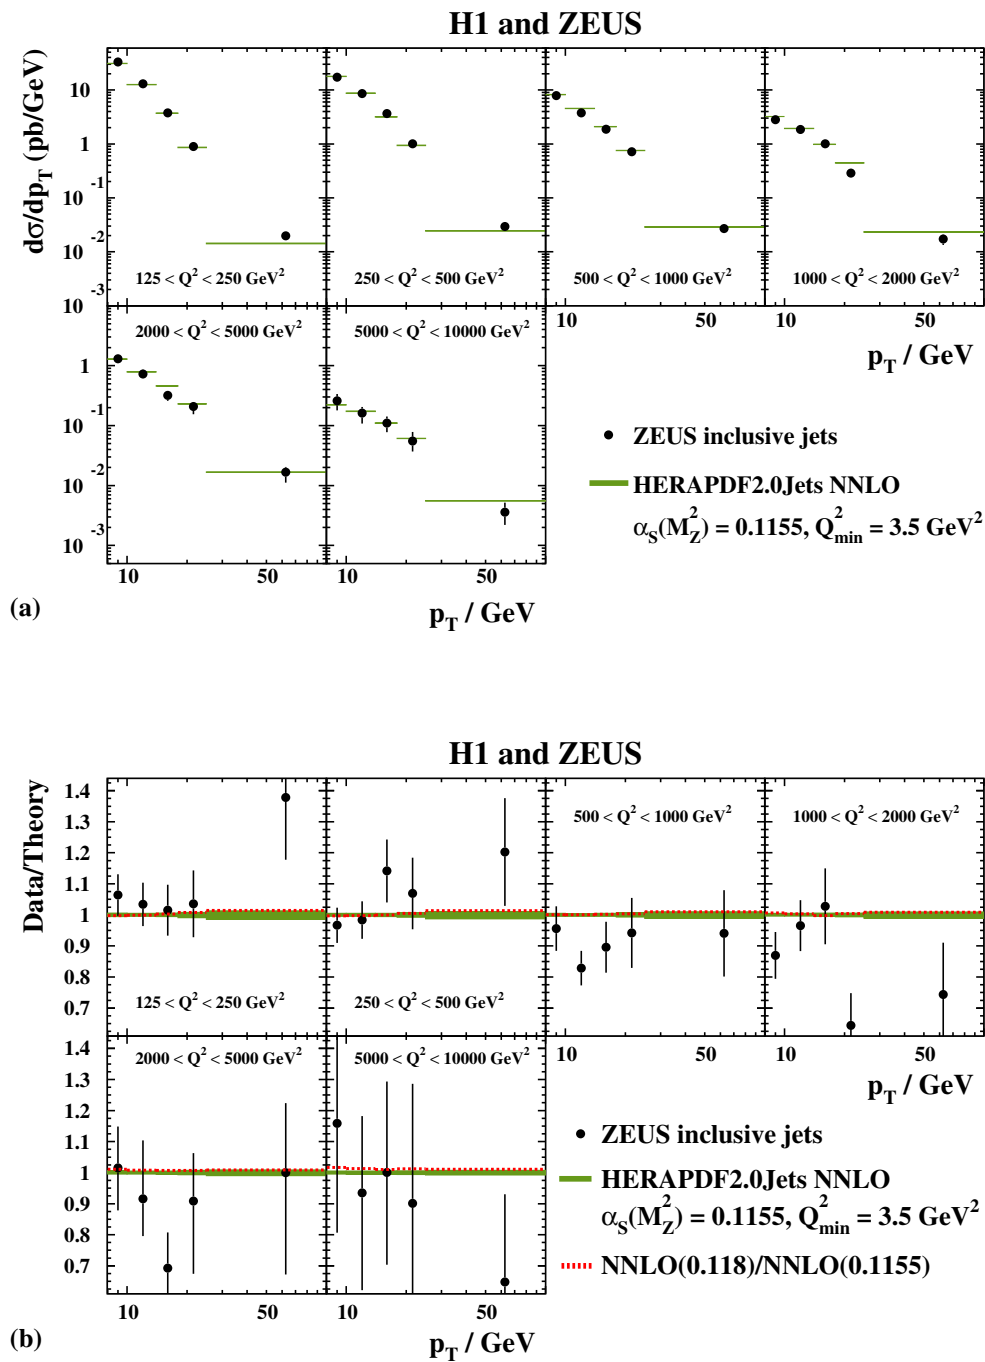 H1 and ZEUS
dσ/dp_T (pb/GeV)
10
1
10^-1
10^-2
10^-3
125 < Q² < 250 GeV²
250 < Q² < 500 GeV²
500 < Q² < 1000 GeV²
1000 < Q² < 2000 GeV²
10 50
10 50
p_T / GeV
p_T / GeV
10
1
10^-1
10^-2
10^-3
2000 < Q² < 5000 GeV²
5000 < Q² < 10000 GeV²
ZEUS inclusive jets
HERAPDF2.0Jets NNLO
α_S(M_Z²) = 0.1155, Q²_min = 3.5 GeV²
10 50
10 50
p_T / GeV
(a)
H1 and ZEUS
Data/Theory
1.4
1.3
1.2
1.1
1
0.9
0.8
0.7
125 < Q² < 250 GeV²
250 < Q² < 500 GeV²
500 < Q² < 1000 GeV²
1000 < Q² < 2000 GeV²
10 50
10 50
p_T / GeV
p_T / GeV
1.4
1.3
1.2
1.1
1
0.9
0.8
0.7
2000 < Q² < 5000 GeV²
5000 < Q² < 10000 GeV²
ZEUS inclusive jets
HERAPDF2.0Jets NNLO
α_S(M_Z²) = 0.1155, Q²_min = 3.5 GeV²
NNLO(0.118)/NNLO(0.1155)
10 50
10 50
p_T / GeV
(b)